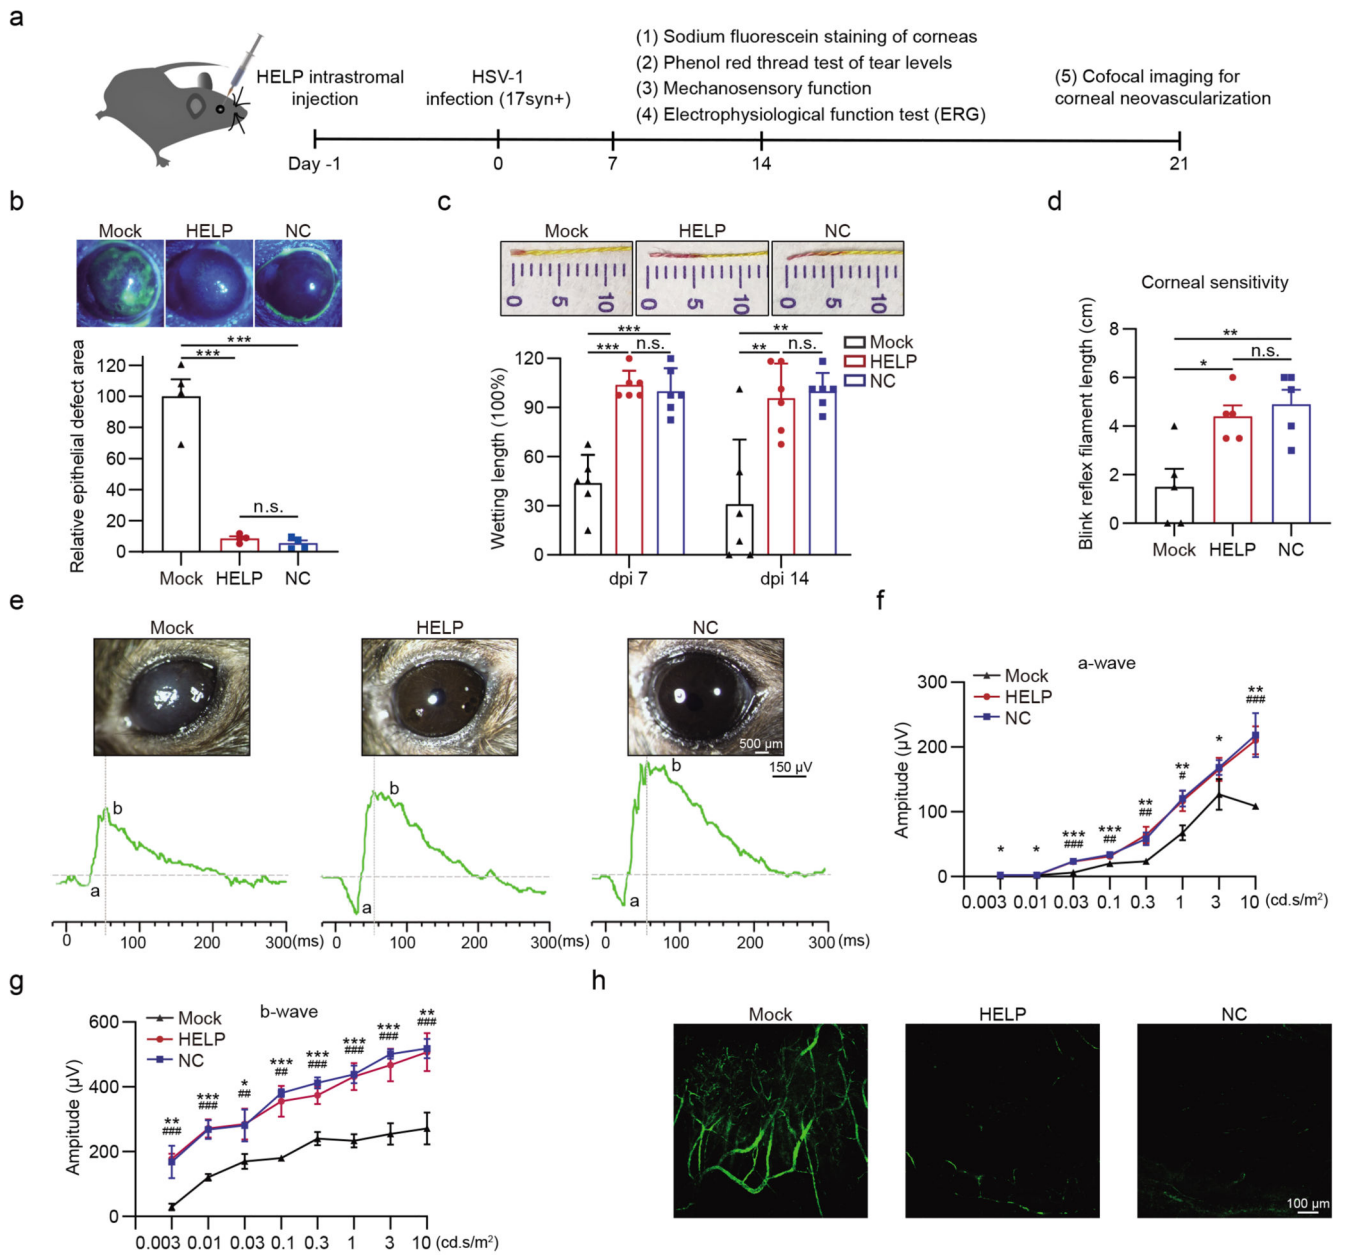 a
HELP intrastromal
injection
HSV-1
infection (17syn+)
(1) Sodium fluorescein staining of corneas
(2) Phenol red thread test of tear levels
(3) Mechanosensory function
(4) Electrophysiological function test (ERG)
(5) Cofocal imaging for
corneal neovascularization
Day -1
0
7
14
21
b
Mock HELP NC
***
***
n.s.
Relative epithelial defect area
120
100
80
60
40
20
0
Mock HELP NC
c
Mock HELP NC
0 5 10
0 5 10
0 5 10
*** **
*** n.s. ** n.s.
Mock
HELP
NC
Wetting length (100%)
120
90
60
30
0
dpi 7 dpi 14
d
Corneal sensitivity
**
* n.s.
Blink reflex filament length (cm)
8
6
4
2
0
Mock HELP NC
e
Mock HELP NC
500 µm
150 µV
b
a
b
a
b
a
0 100 200 300(ms)
0 100 200 300(ms)
0 100 200 300 (ms)
f
a-wave
Mock
HELP
NC
Ampitude (µV)
300
200
100
0
* * *** *** ** ** * **
### ## ## # ###
0.003 0.01 0.03 0.1 0.3 1 3 10 (cd.s/m²)
g
b-wave
Mock
HELP
NC
Ampitude (µV)
600
400
200
0
** *** * *** *** *** *** **
### ### ## ## ### ### ### ###
0.003 0.01 0.03 0.1 0.3 1 3 10 (cd.s/m²)
h
Mock HELP NC
100 µm